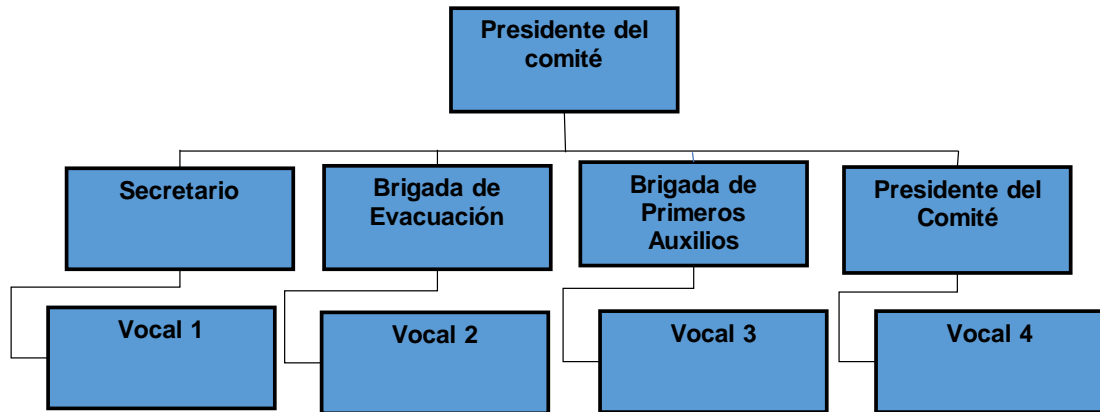 Presidente del
comité
Secretario
Brigada de
Evacuación
Brigada de
Primeros
Auxilios
Presidente del
Comité
Vocal 1
Vocal 2
Vocal 3
Vocal 4